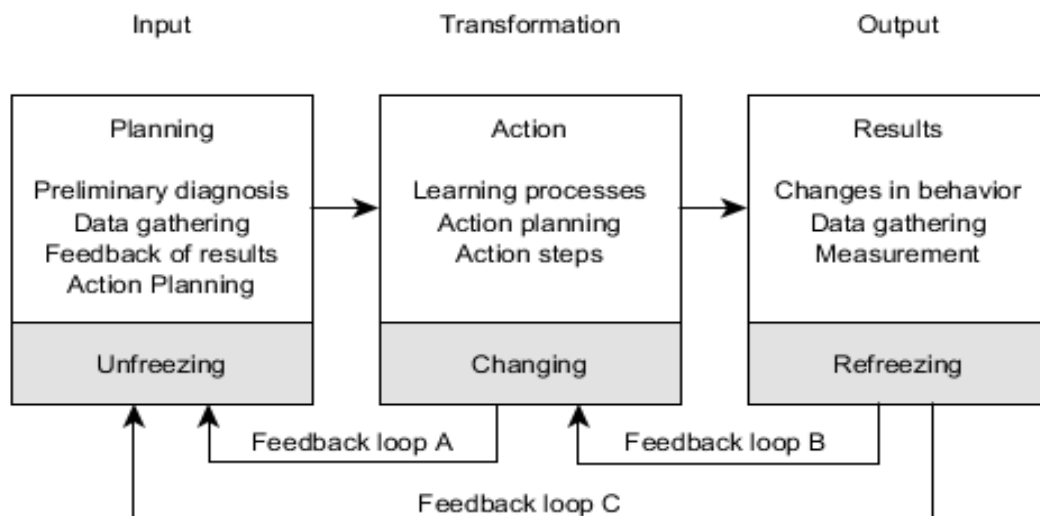 Input
Transformation
Output
Planning
Preliminary diagnosis
Data gathering
Feedback of results
Action Planning
Unfreezing
Action
Learning processes
Action planning
Action steps
Changing
Results
Changes in behavior
Data gathering
Measurement
Refreezing
Feedback loop A
Feedback loop B
Feedback loop C